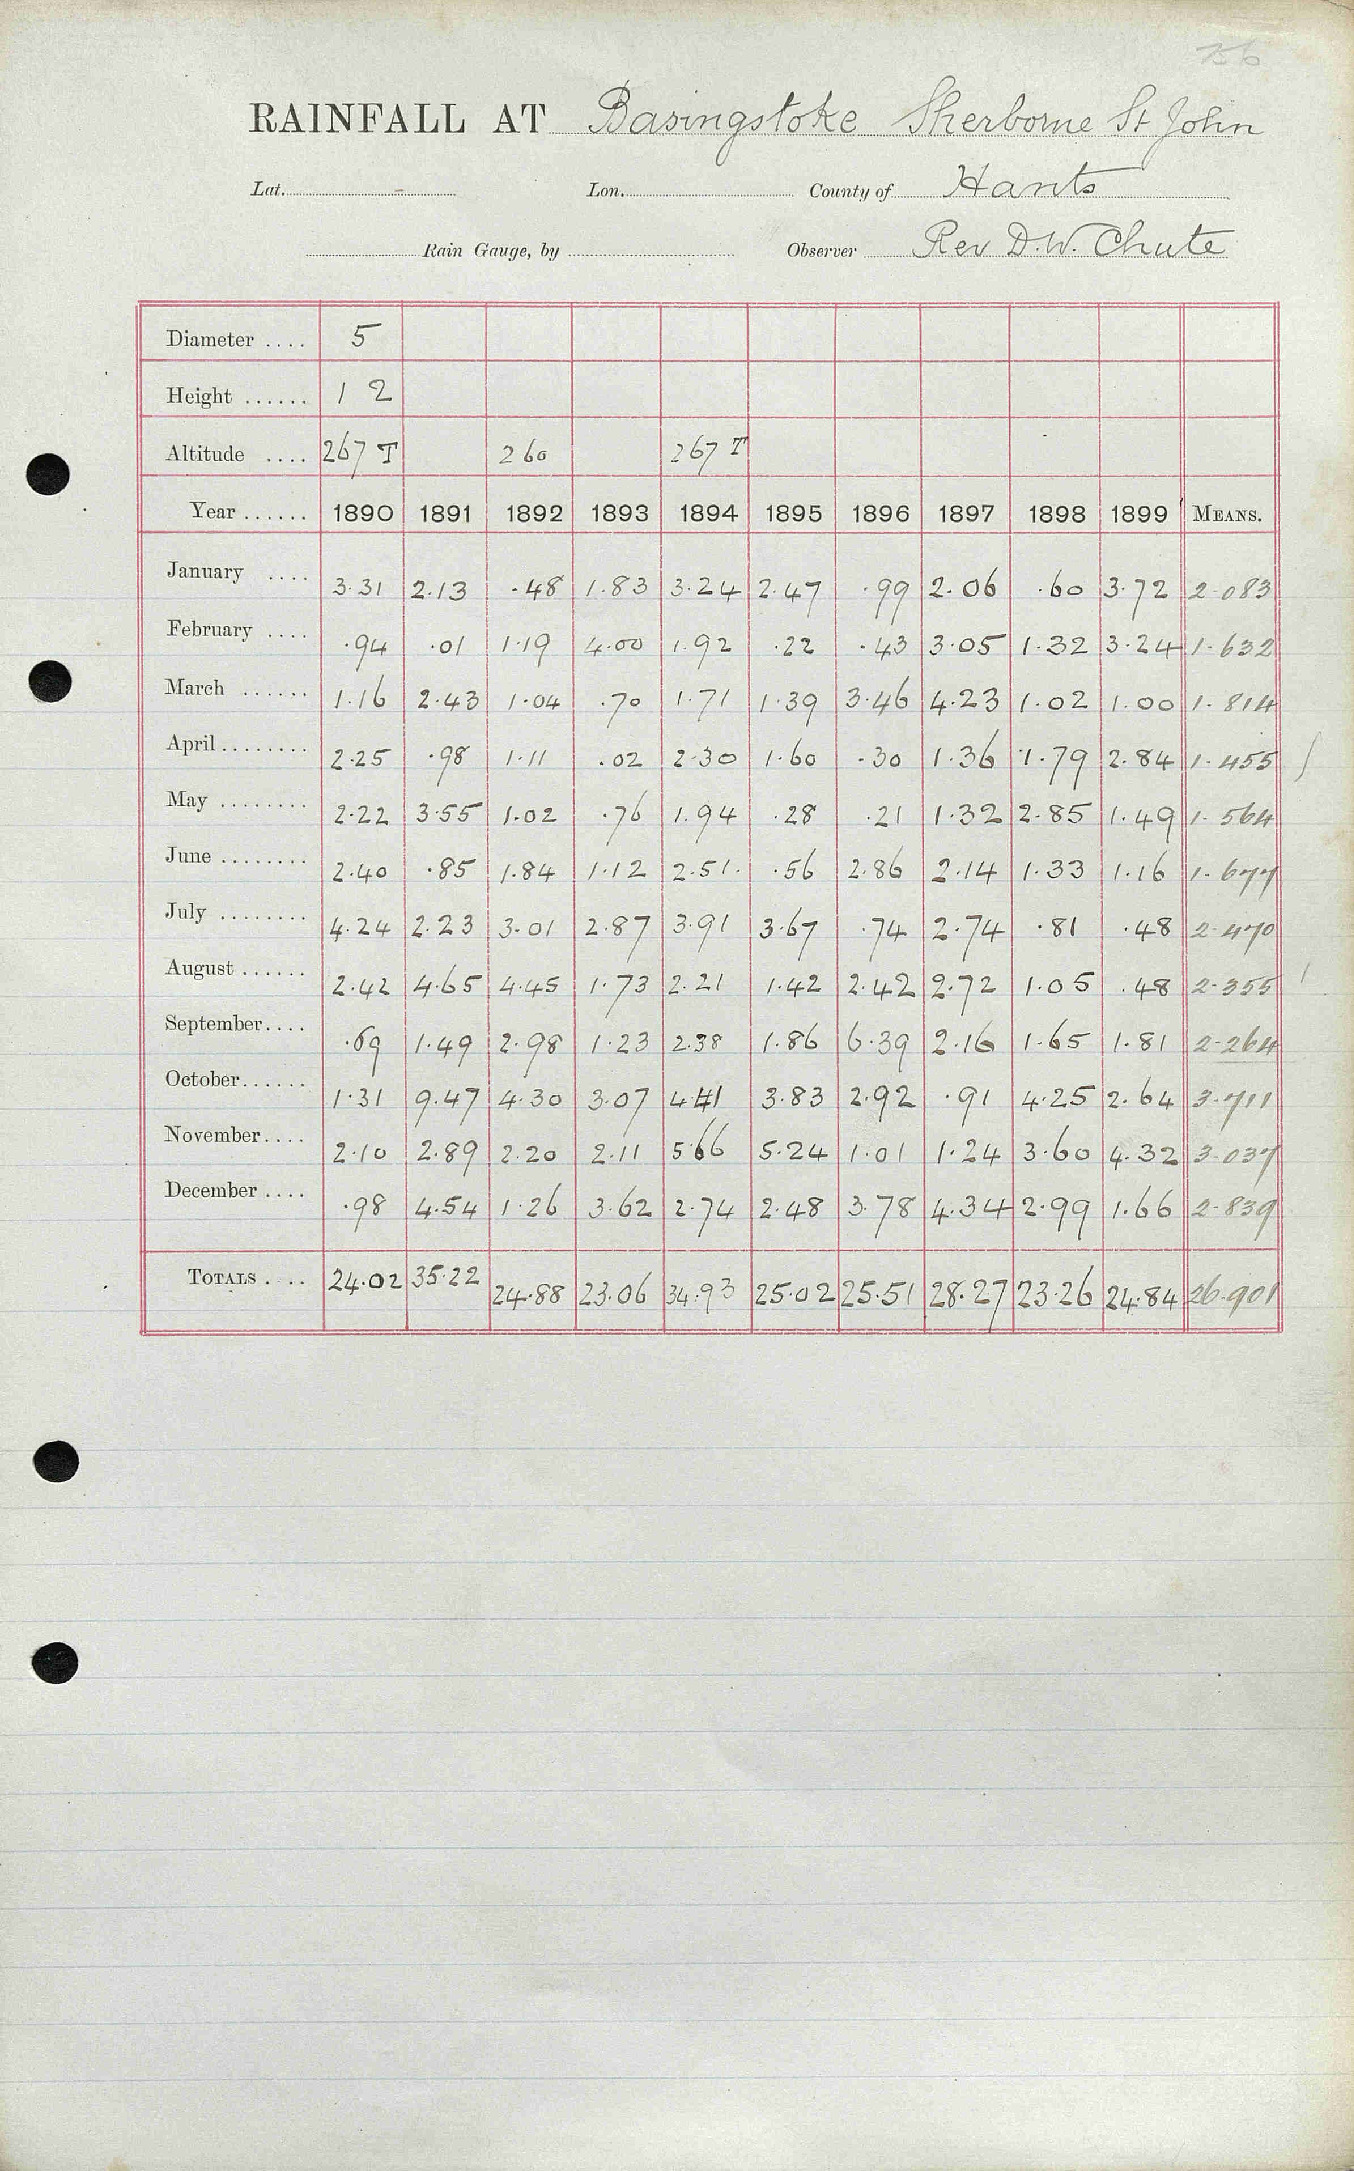 56
RAINFALL AT Basingstoke Sherborne St John
Lat. - Lon. County of Hants
Rain Gauge, by Observer Rev D.W. Chute
Diameter .... 5
Height ...... 1 2
Altitude .... 267 T 260 267 T
Year ...... 1890 1891 1892 1893 1894 1895 1896 1897 1898 1899 MEANS.
January .... 3.31 2.13 .48 1.83 3.24 2.47 .99 2.06 .60 3.72 2.083
February .... .94 .01 1.19 4.00 1.92 .22 .43 3.05 1.32 3.24 1.632
March ...... 1.16 2.43 1.04 .70 1.71 1.39 3.46 4.23 1.02 1.00 1.814
April ........ 2.25 .98 1.11 .02 2.30 1.60 .30 1.36 1.79 2.84 1.455
May ........ 2.22 3.55 1.02 .76 1.94 .28 .21 1.32 2.85 1.49 1.564
June ........ 2.40 .85 1.84 1.12 2.51 .56 2.86 2.14 1.33 1.16 1.677
July ........ 4.24 2.23 3.01 2.87 3.91 3.67 .74 2.74 .81 .48 2.470
August ...... 2.42 4.65 4.45 1.73 2.21 1.42 2.42 2.72 1.05 .48 2.355
September.... .69 1.49 2.98 1.23 2.38 1.86 6.39 2.16 1.65 1.81 2.264
October ...... 1.31 9.47 4.30 3.07 4.41 3.83 2.92 .91 4.25 2.64 3.711
November.... 2.10 2.89 2.20 2.11 5.66 5.24 1.01 1.24 3.60 4.32 3.037
December .... .98 4.54 1.26 3.62 2.74 2.48 3.78 4.34 2.99 1.66 2.839
TOTALS .... 24.02 35.22 24.88 23.06 34.93 25.02 25.51 28.27 23.26 24.84 26.901